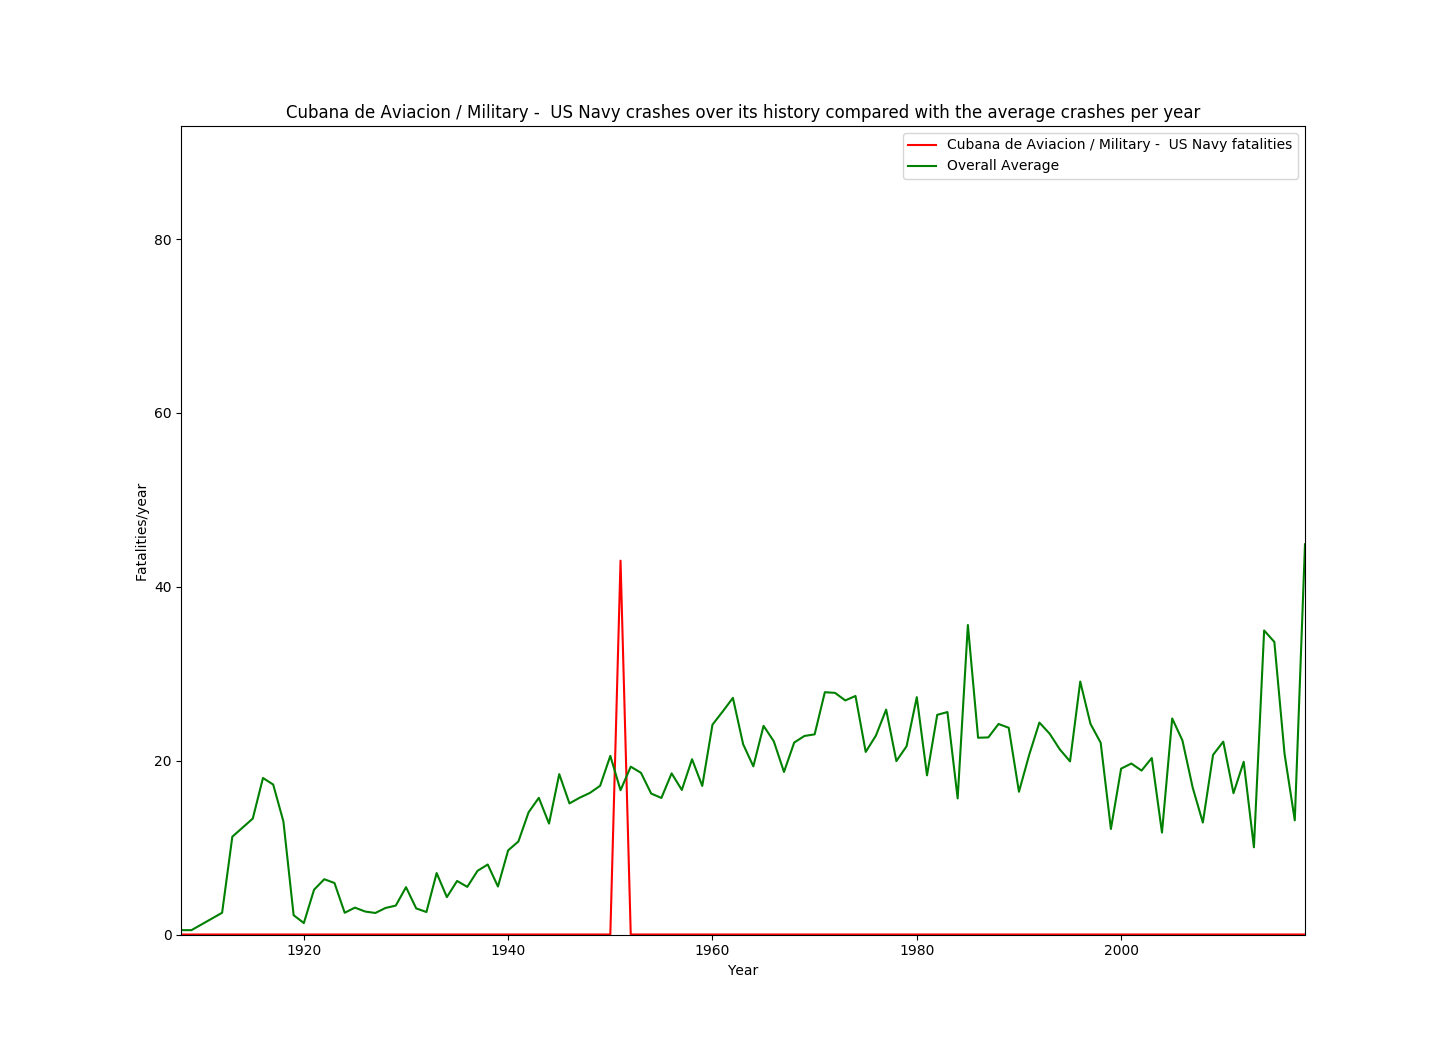 Cubana de Aviacion / Military -  US Navy crashes over its history compared with the average crashes per year
Cubana de Aviacion / Military -  US Navy fatalities
Overall Average
80
60
40
20
0
Fatalities/year
1920
1940
1960
1980
2000
Year